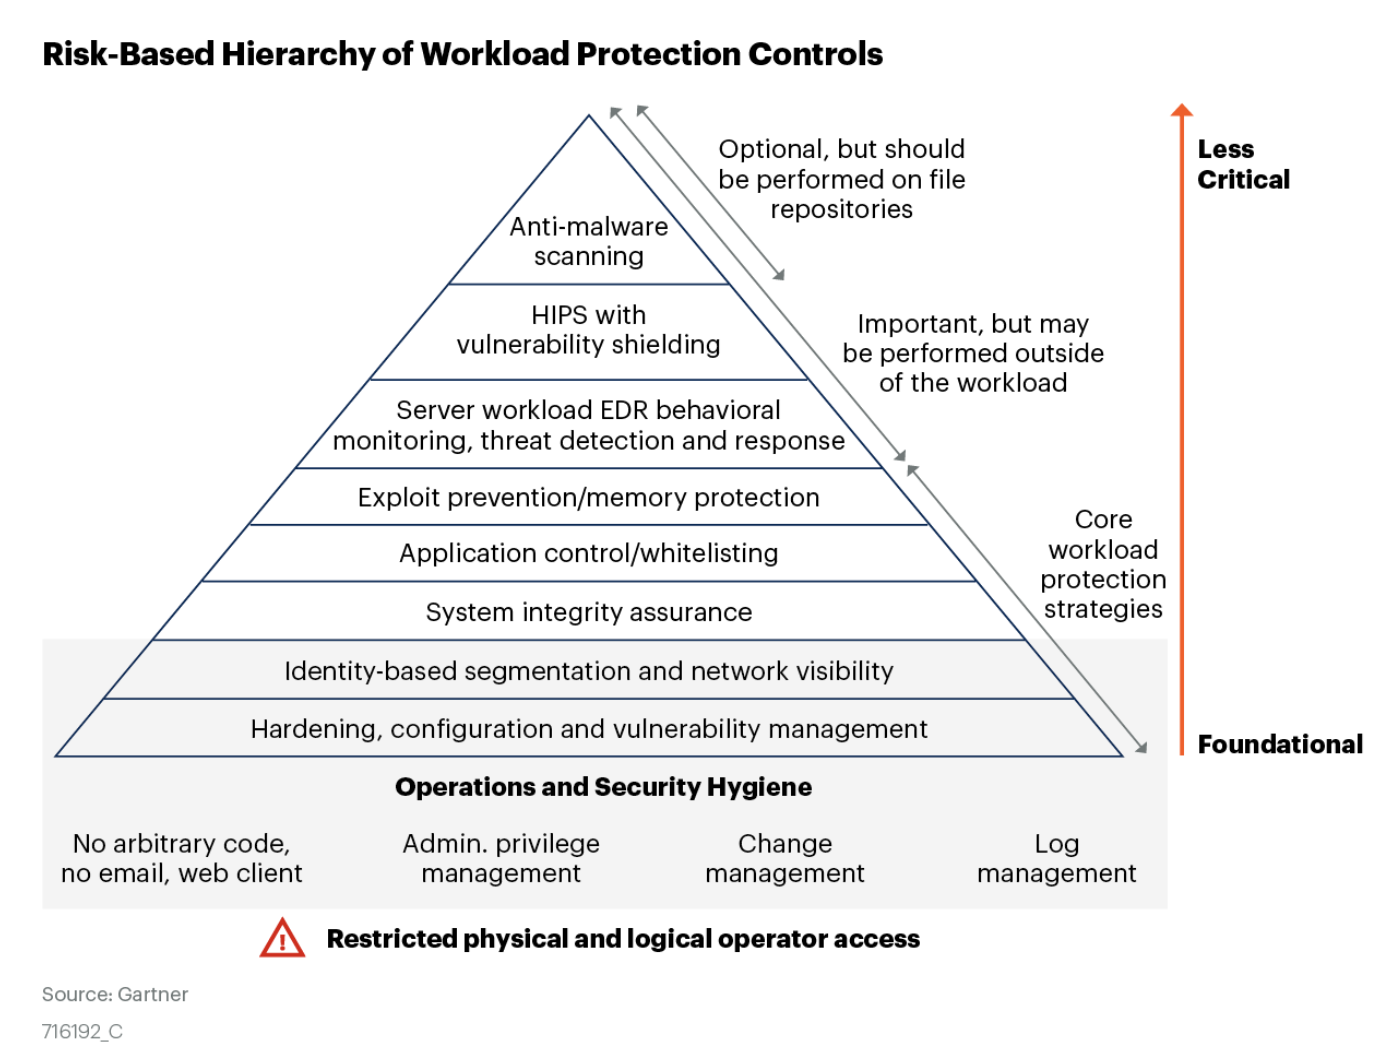 Risk-Based Hierarchy of Workload Protection Controls
Optional, but should
be performed on file
repositories
Less
Critical
Anti-malware
scanning
HIPS with
vulnerability shielding
Important, but may
be performed outside
of the workload
Server workload EDR behavioral
monitoring, threat detection and response
Exploit prevention/memory protection
Core
workload
protection
strategies
Application control/whitelisting
System integrity assurance
Identity-based segmentation and network visibility
Hardening, configuration and vulnerability management
Foundational
Operations and Security Hygiene
No arbitrary code,
no email, web client
Admin. privilege
management
Change
management
Log
management
Restricted physical and logical operator access
Source: Gartner
716192_C